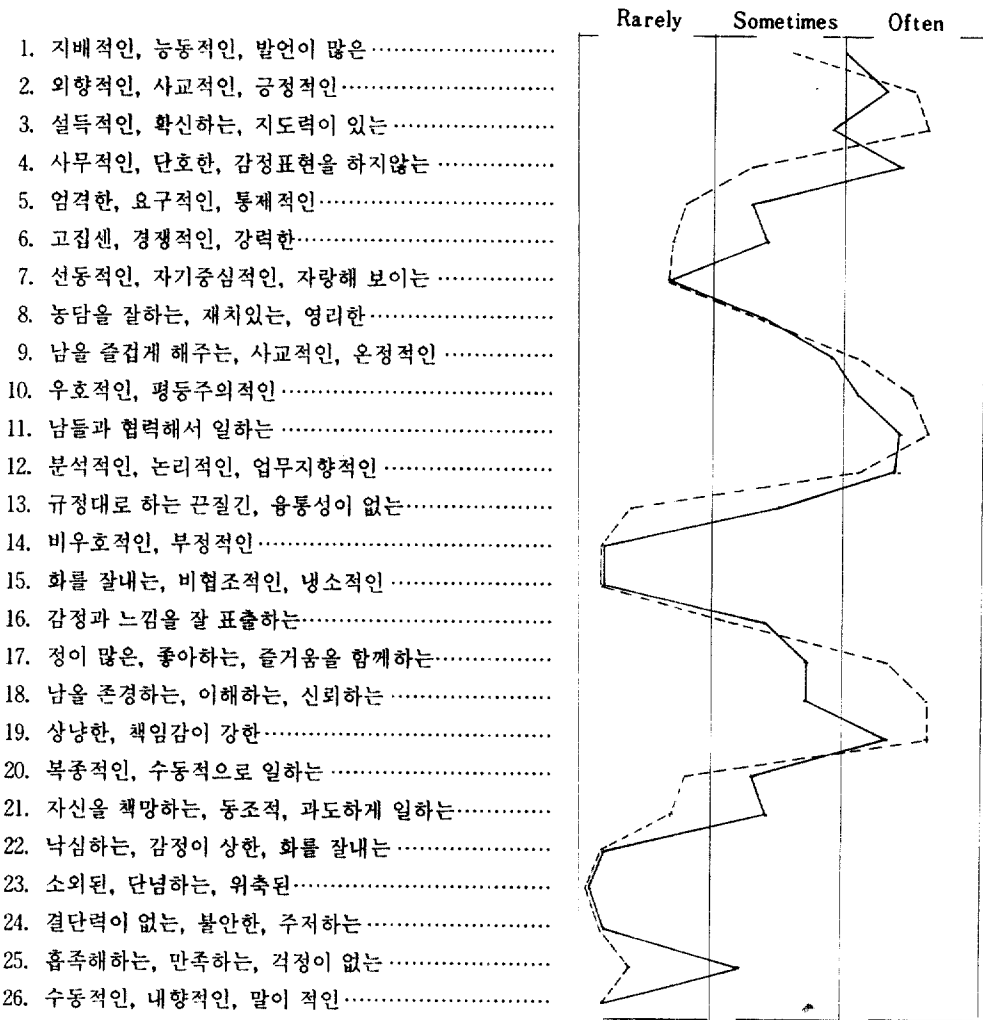 Rarely Sometimes Often
1. 지배적인, 능동적인, 발언이 많은
2. 외향적인, 사교적인, 긍정적인
3. 설득적인, 확신하는, 지도력이 있는
4. 사무적인, 단호한, 감정표현을 하지않는
5. 엄격한, 요구적인, 통제적인
6. 고집센, 경쟁적인, 강력한
7. 선동적인, 자기중심적인, 자랑해 보이는
8. 농담을 잘하는, 재치있는, 영리한
9. 남을 즐겁게 해주는, 사교적인, 온정적인
10. 우호적인, 평등주의적인
11. 남들과 협력해서 일하는
12. 분석적인, 논리적인, 업무지향적인
13. 규정대로 하는 끈질긴, 융통성이 없는
14. 비우호적인, 부정적인
15. 화를 잘내는, 비협조적인, 냉소적인
16. 감정과 느낌을 잘 표출하는
17. 정이 많은, 좋아하는, 즐거움을 함께하는
18. 남을 존경하는, 이해하는, 신뢰하는
19. 상냥한, 책임감이 강한
20. 복종적인, 수동적으로 일하는
21. 자신을 책망하는, 동조적, 과도하게 일하는
22. 낙심하는, 감정이 상한, 화를 잘내는
23. 소외된, 단념하는, 위축된
24. 결단력이 없는, 불안한, 주저하는
25. 흡족해하는, 만족하는, 걱정이 없는
26. 수동적인, 내향적인, 말이 적인